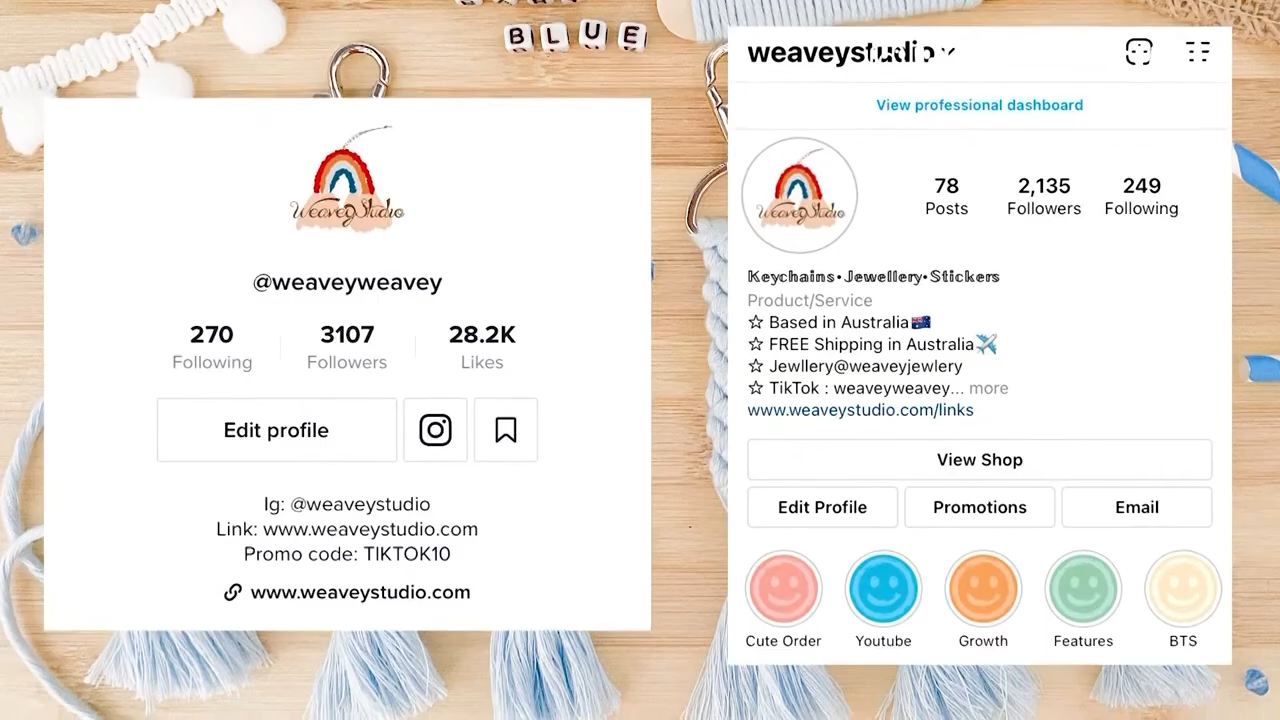 BLUE
WeaveyStudio
@weaveyweavey
270 3107 28.2K
Following Followers Likes
Edit profile
Ig: @weaveystudio
Link: www.weaveystudio.com
Promo code: TIKTOK10
www.weaveystudio.com
weaveystudio
View professional dashboard
WeaveyStudio
78 2,135 249
Posts Followers Following
𝕂𝕖𝕪𝕔𝕙𝕒𝕚𝕟𝕤•𝕁𝕖𝕨𝕖𝕝𝕝𝕖𝕣𝕪•𝕊𝕥𝕚𝕔𝕜𝕖𝕣𝕤
Product/Service
☆ Based in Australia🇦🇺
☆ FREE Shipping in Australia✈️
☆ Jewllery@weaveyjewlery
☆ TikTok : weaveyweavey... more
www.weaveystudio.com/links
View Shop
Edit Profile Promotions Email
Cute Order Youtube Growth Features BTS